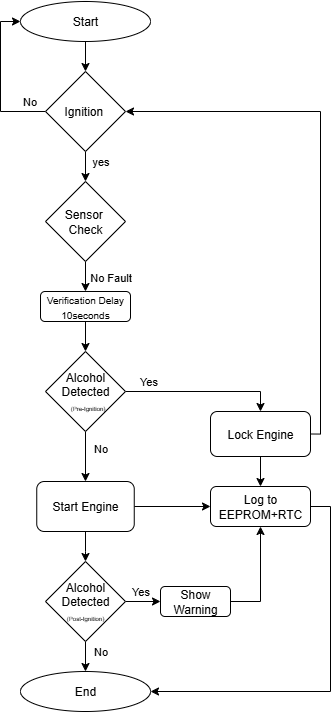 Start
No
Ignition
yes
Sensor
Check
No Fault
Verification Delay
10seconds
Alcohol
Detected
(Pre-Ignition)
Yes
No
Lock Engine
Start Engine
Log to
EEPROM+RTC
Alcohol
Detected
(Post-Ignition)
Yes
Show
Warning
No
End